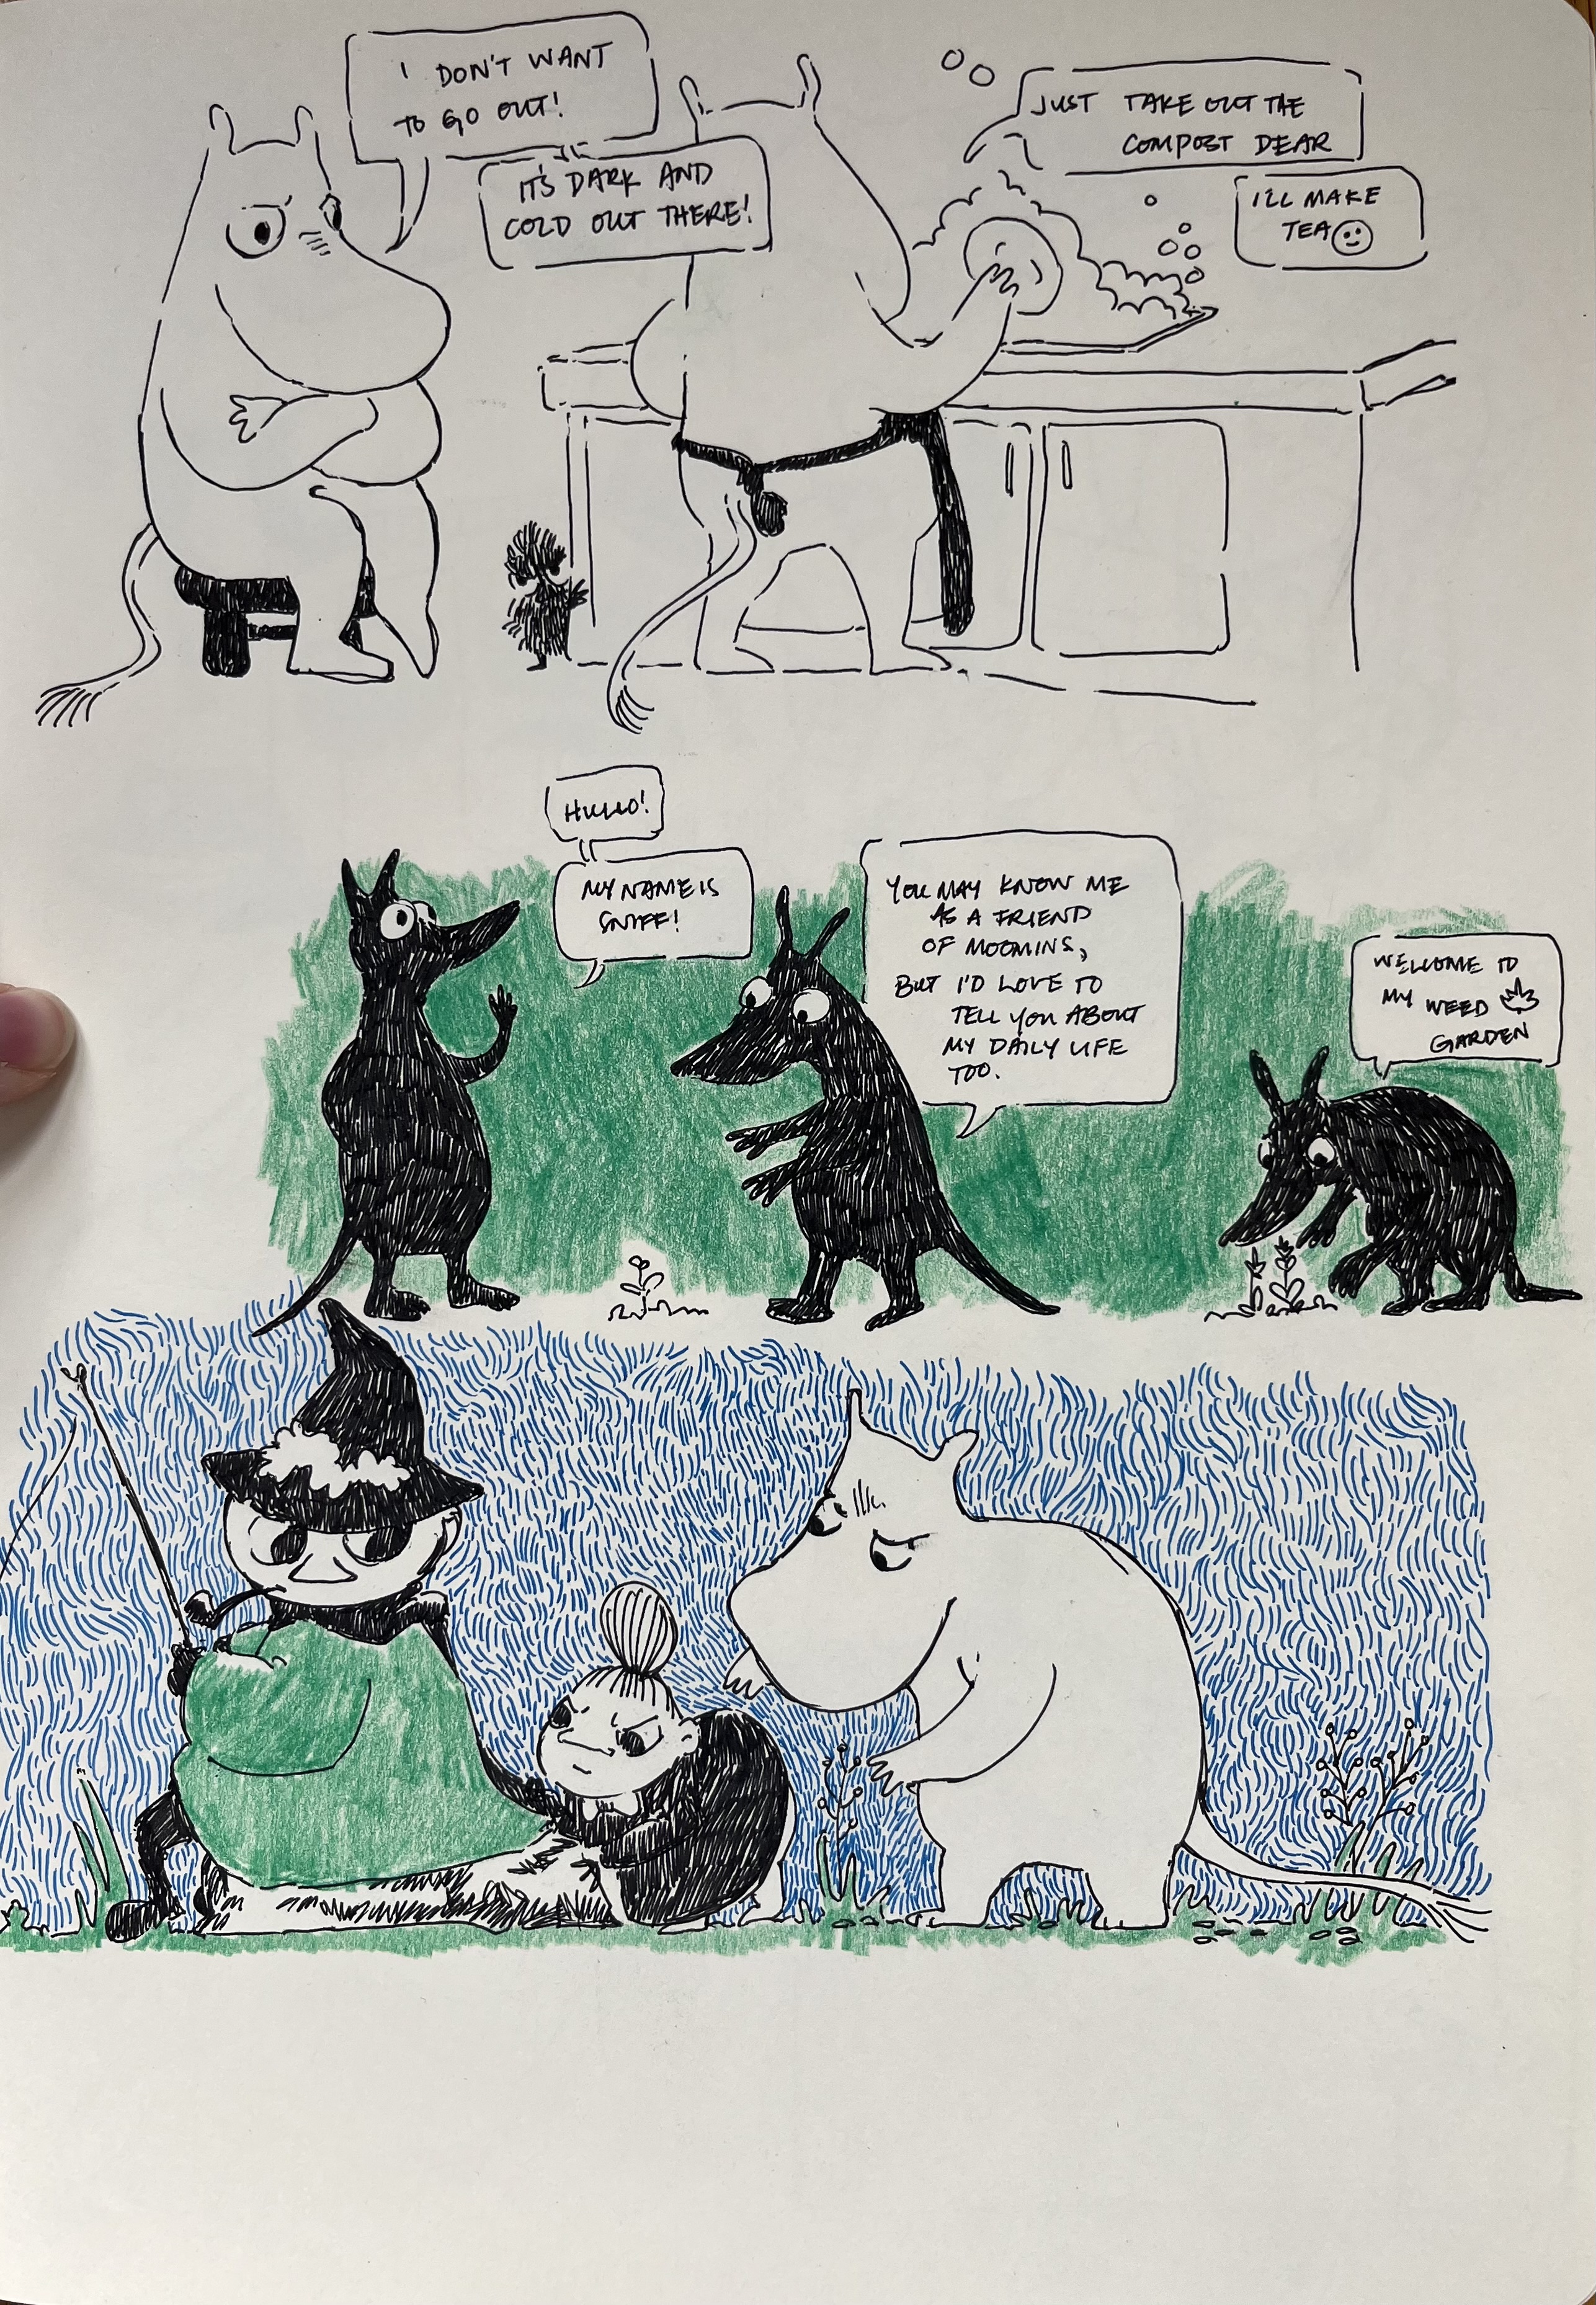 I DON'T WANT
TO GO OUT!
IT'S DARK AND
COLD OUT THERE!
JUST TAKE OUT THE
COMPOST DEAR
I'LL MAKE
TEA
HULLO!
MY NAME IS
SNIFF!
YOU MAY KNOW ME
AS A FRIEND
OF MOOMINS,
BUT I'D LOVE TO
TELL YOU ABOUT
MY DAILY LIFE
TOO.
WELCOME TO
MY WEED
GARDEN